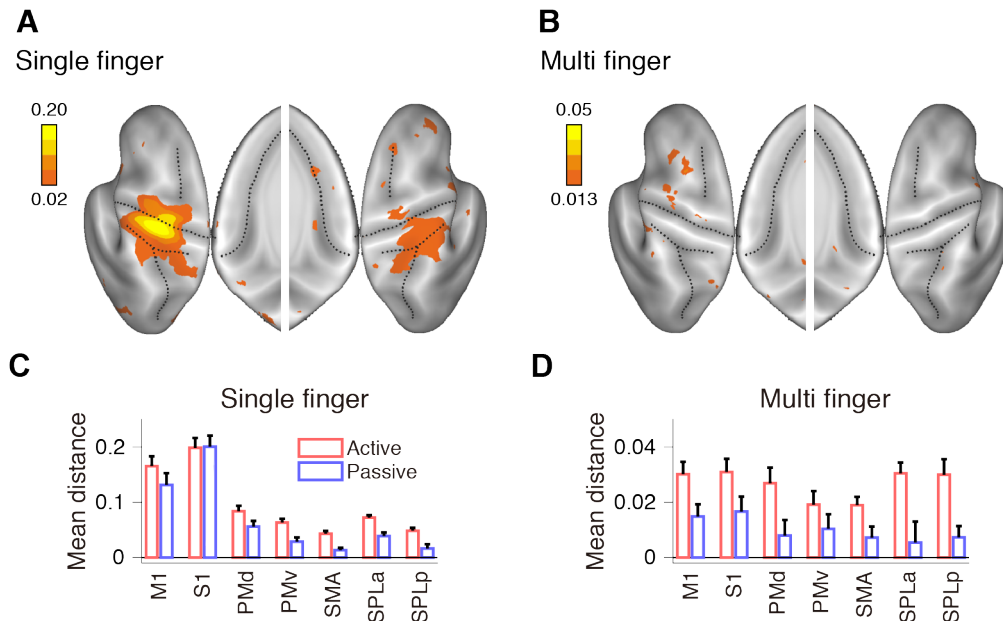 A
Single finger
0.20
0.02
B
Multi finger
0.05
0.013
C
Single finger
Mean distance
0.2
0.1
0
Active
Passive
M1
S1
PMd
PMv
SMA
SPLa
SPLp
D
Multi finger
Mean distance
0.04
0.02
0
M1
S1
PMd
PMv
SMA
SPLa
SPLp